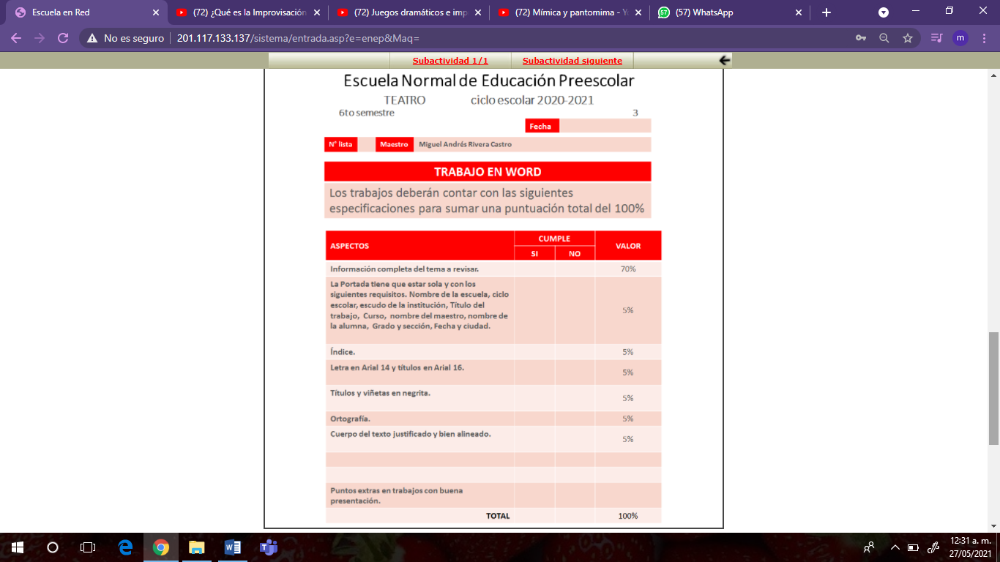 Escuela en Red
(72) ¿Qué es la Improvisación
(72) Juegos dramáticos e imp
(72) Mímica y pantomima - Yo
(57) WhatsApp
No es seguro
201.117.133.137/sistema/entrada.asp?e=enep&Maq=
m
Subactividad 1/1
Subactividad siguiente
Escuela Normal de Educación Preescolar
TEATRO ciclo escolar 2020-2021
6to semestre 3
Fecha
N° lista Maestro Miguel Andrés Rivera Castro
TRABAJO EN WORD
Los trabajos deberán contar con las siguientes
especificaciones para sumar una puntuación total del 100%
ASPECTOS CUMPLE VALOR
SI NO
Información completa del tema a revisar. 70%
La Portada tiene que estar sola y con los
siguientes requisitos. Nombre de la escuela, ciclo
escolar, escudo de la institución, Título del
trabajo, Curso, nombre del maestro, nombre de
la alumna, Grado y sección, Fecha y ciudad.
5%
Índice. 5%
Letra en Arial 14 y títulos en Arial 16. 5%
Títulos y viñetas en negrita. 5%
Ortografía. 5%
Cuerpo del texto justificado y bien alineado. 5%
Puntos extras en trabajos con buena
presentación.
TOTAL 100%
12:31 a. m.
27/05/2021